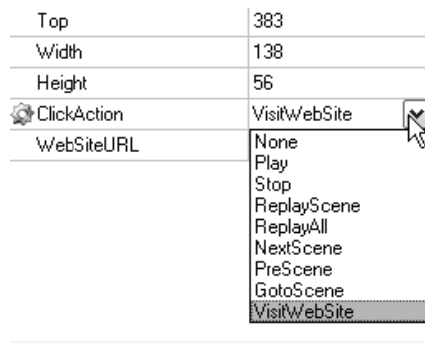 Top 383
Width 138
Height 56
ClickAction VisitWebSite
WebSiteURL
None
Play
Stop
ReplayScene
ReplayAll
NextScene
PreScene
GotoScene
VisitWebSite